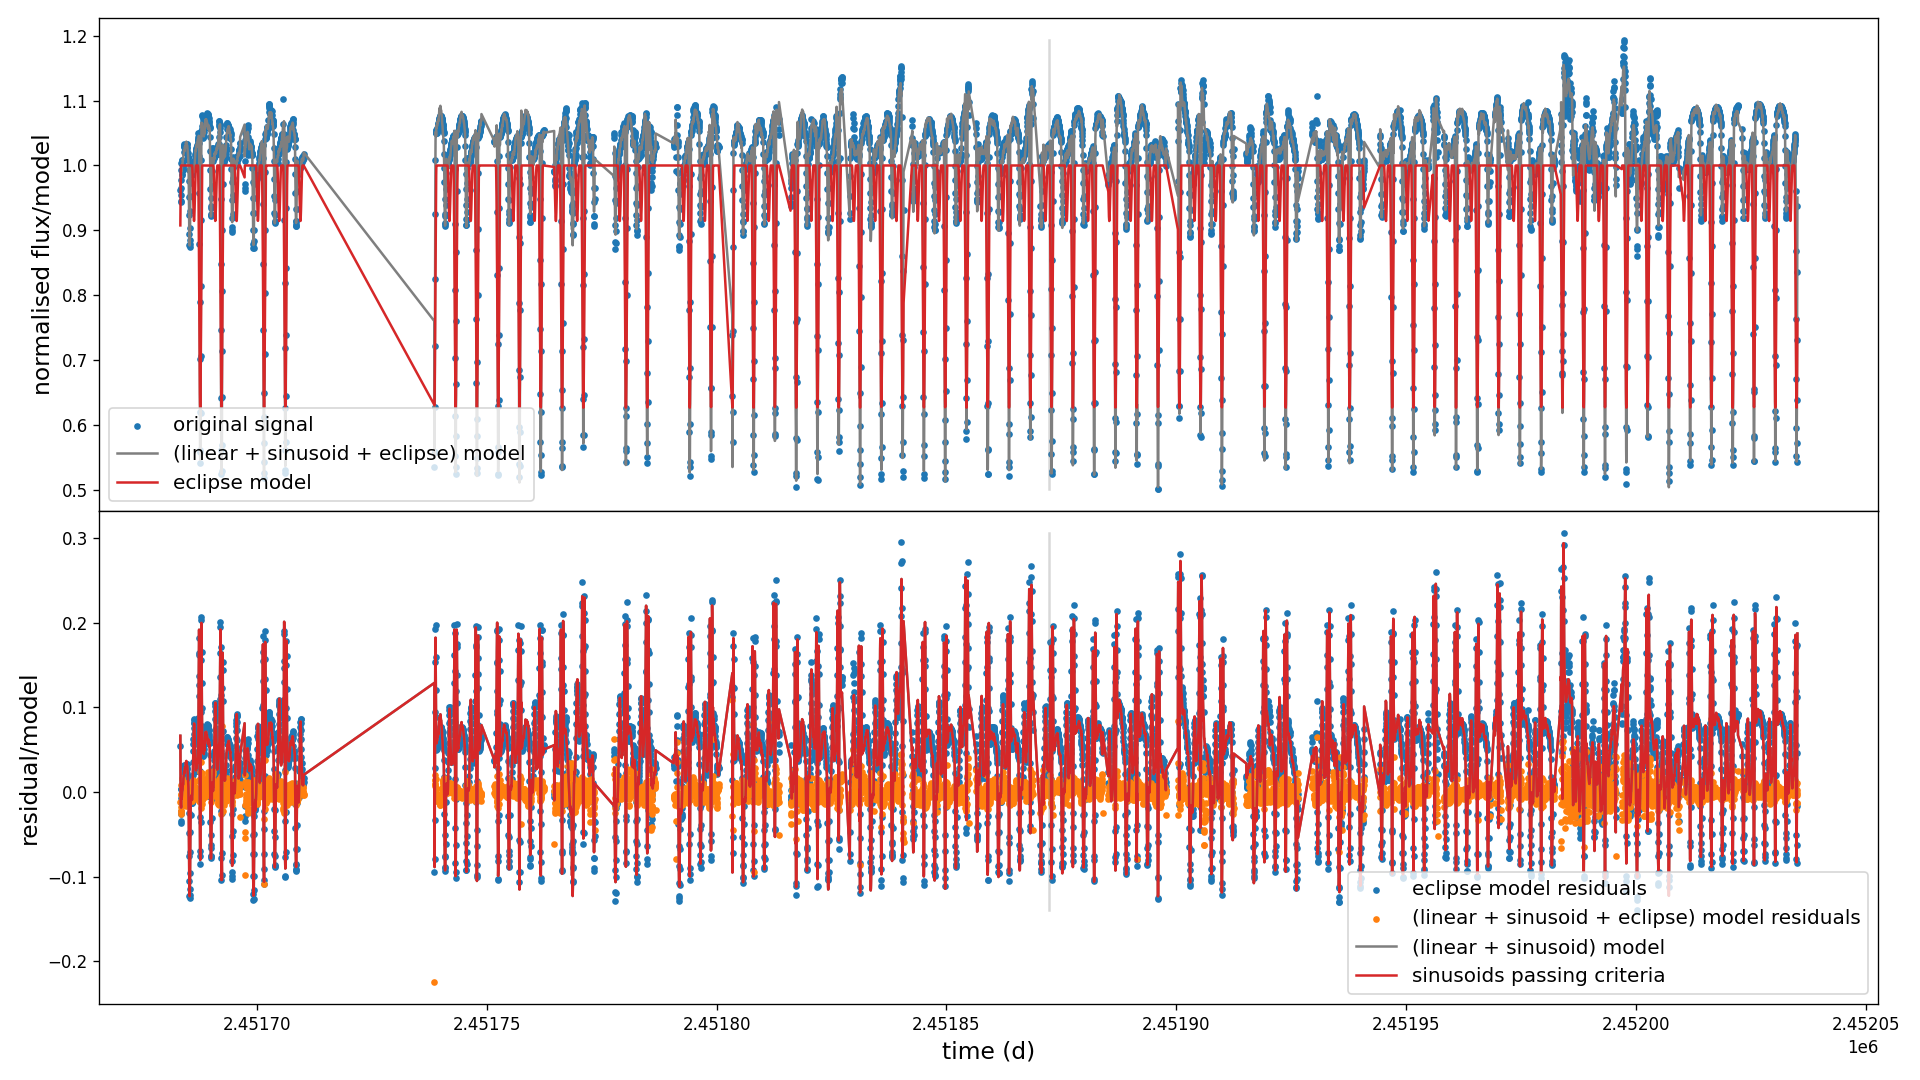 normalised flux/model
1.2
1.1
1.0
0.9
0.8
0.7
0.6
0.5
original signal
(linear + sinusoid + eclipse) model
eclipse model
residual/model
0.3
0.2
0.1
0.0
−0.1
−0.2
eclipse model residuals
(linear + sinusoid + eclipse) model residuals
(linear + sinusoid) model
sinusoids passing criteria
2.45170 2.45175 2.45180 2.45185 2.45190 2.45195 2.45200 2.45205
1e6
time (d)